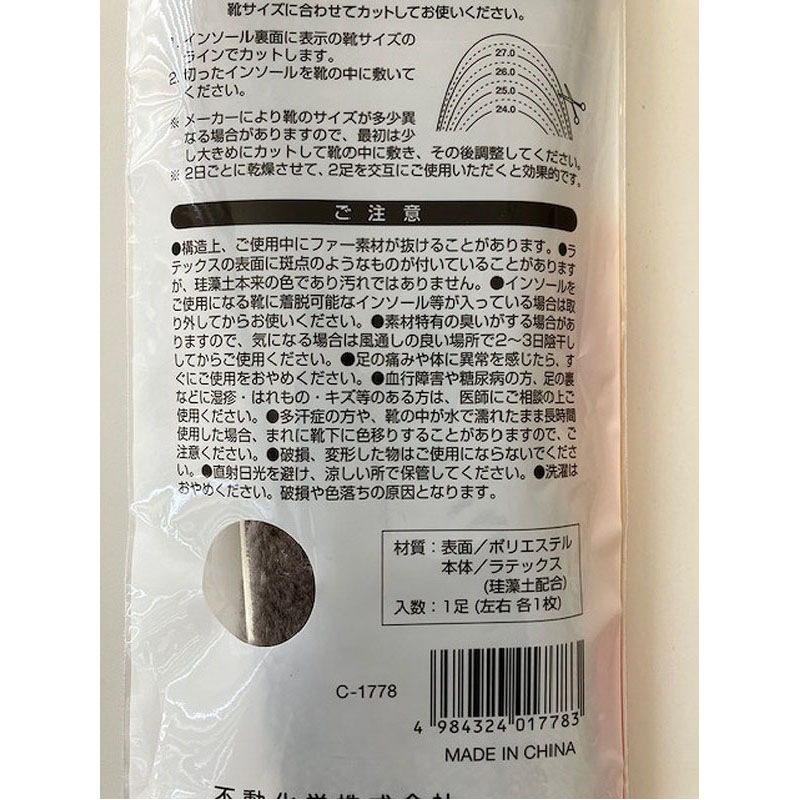 靴サイズに合わせてカットしてお使いください。
1. インソール裏面に表示の靴サイズの
ラインでカットします。
2. 切ったインソールを靴の中に敷いて
ください。
27.0
26.0
25.0
24.0
※ メーカーにより靴のサイズが多少異
なる場合がありますので、最初は少
し大きめにカットして靴の中に敷き、その後調整してください。
※ 2日ごとに乾燥させて、2足を交互にご使用いただくと効果的です。
ご注意
●構造上、ご使用中にファー素材が抜けることがあります。●ラ
テックスの表面に斑点のようなものが付いていることがあります
が、珪藻土本来の色であり汚れではありません。●インソールを
ご使用になる靴に着脱可能なインソール等が入っている場合は取
り外してからお使いください。●素材特有の臭いがする場合があ
りますので、気になる場合は風通しの良い場所で2〜3日陰干し
してからご使用ください。●足の痛みや体に異常を感じたら、す
ぐにご使用をおやめください。●血行障害や糖尿病の方、足の裏
などに湿疹・はれもの・キズ等のある方は、医師にご相談の上ご
使用ください。●多汗症の方や、靴の中が水で濡れたまま長時間
使用した場合、まれに靴下に色移りすることがありますので、ご
注意ください。●破損、変形した物はご使用にならないでくださ
い。●直射日光を避け、涼しい所で保管してください。●洗濯は
おやめください。破損や色落ちの原因となります。
材質：表面／ポリエステル
本体／ラテックス
(珪藻土配合)
入数：1足 (左右 各1枚)
C-1778
4 984324 017783
MADE IN CHINA
不動化学株式会社